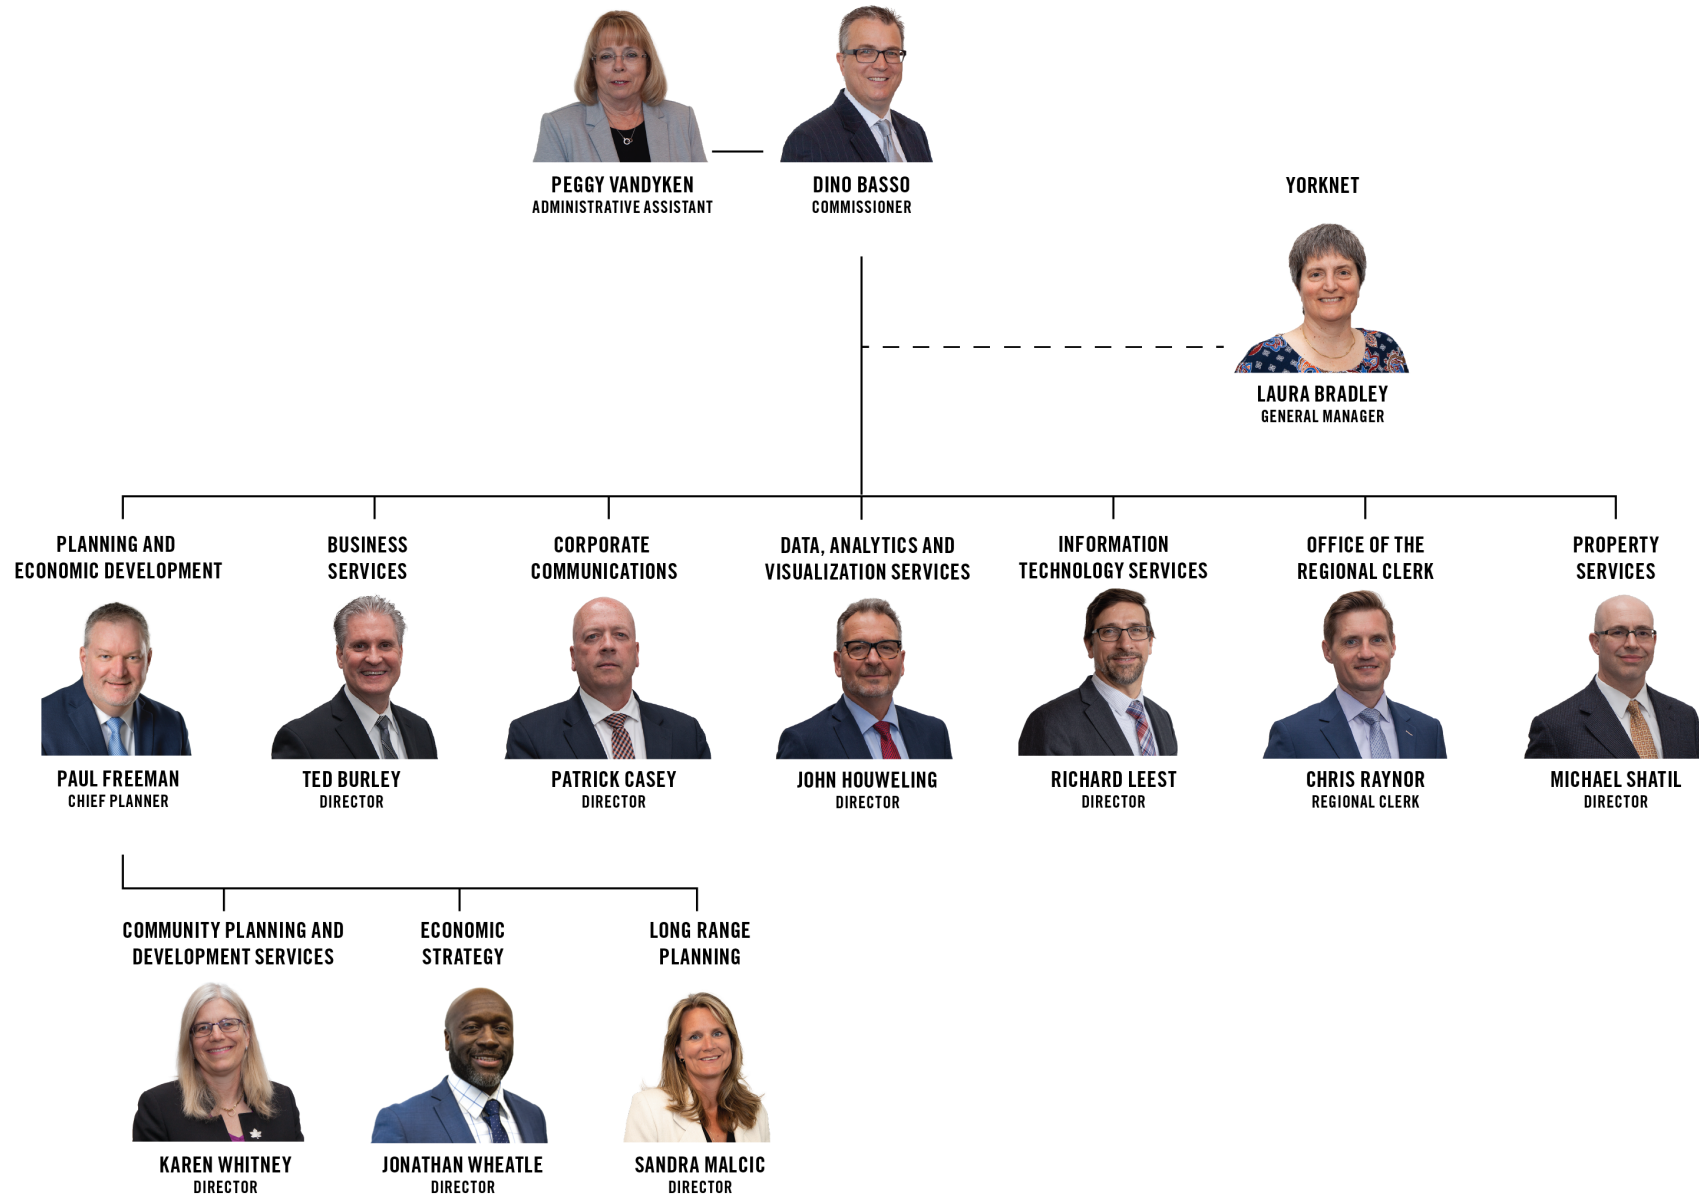 PEGGY VANDYKEN
ADMINISTRATIVE ASSISTANT
DINO BASSO
COMMISSIONER
YORKNET
LAURA BRADLEY
GENERAL MANAGER
PLANNING AND
ECONOMIC DEVELOPMENT
PAUL FREEMAN
CHIEF PLANNER
BUSINESS
SERVICES
TED BURLEY
DIRECTOR
CORPORATE
COMMUNICATIONS
PATRICK CASEY
DIRECTOR
DATA, ANALYTICS AND
VISUALIZATION SERVICES
JOHN HOUWELING
DIRECTOR
INFORMATION
TECHNOLOGY SERVICES
RICHARD LEEST
DIRECTOR
OFFICE OF THE
REGIONAL CLERK
CHRIS RAYNOR
REGIONAL CLERK
PROPERTY
SERVICES
MICHAEL SHATIL
DIRECTOR
COMMUNITY PLANNING AND
DEVELOPMENT SERVICES
KAREN WHITNEY
DIRECTOR
ECONOMIC
STRATEGY
JONATHAN WHEATLE
DIRECTOR
LONG RANGE
PLANNING
SANDRA MALCIC
DIRECTOR